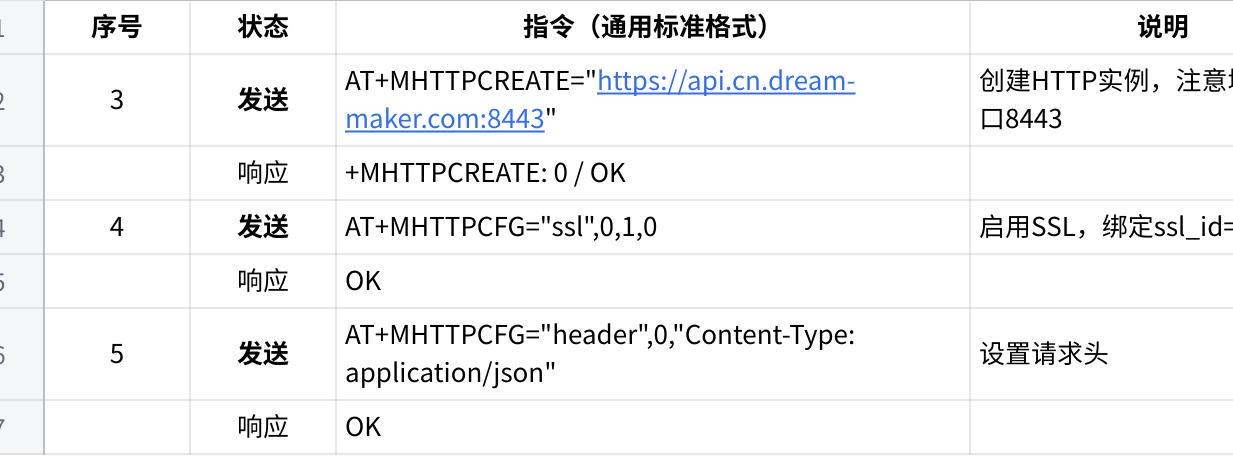 序号 状态 指令（通用标准格式） 说明
3 发送 AT+MHTTPCREATE="https://api.cn.dream-
maker.com:8443" 创建HTTP实例，注意
口8443
响应 +MHTTPCREATE: 0 / OK
4 发送 AT+MHTTPCFG="ssl",0,1,0 启用SSL，绑定ssl_id=
响应 OK
5 发送 AT+MHTTPCFG="header",0,"Content-Type:
application/json" 设置请求头
响应 OK